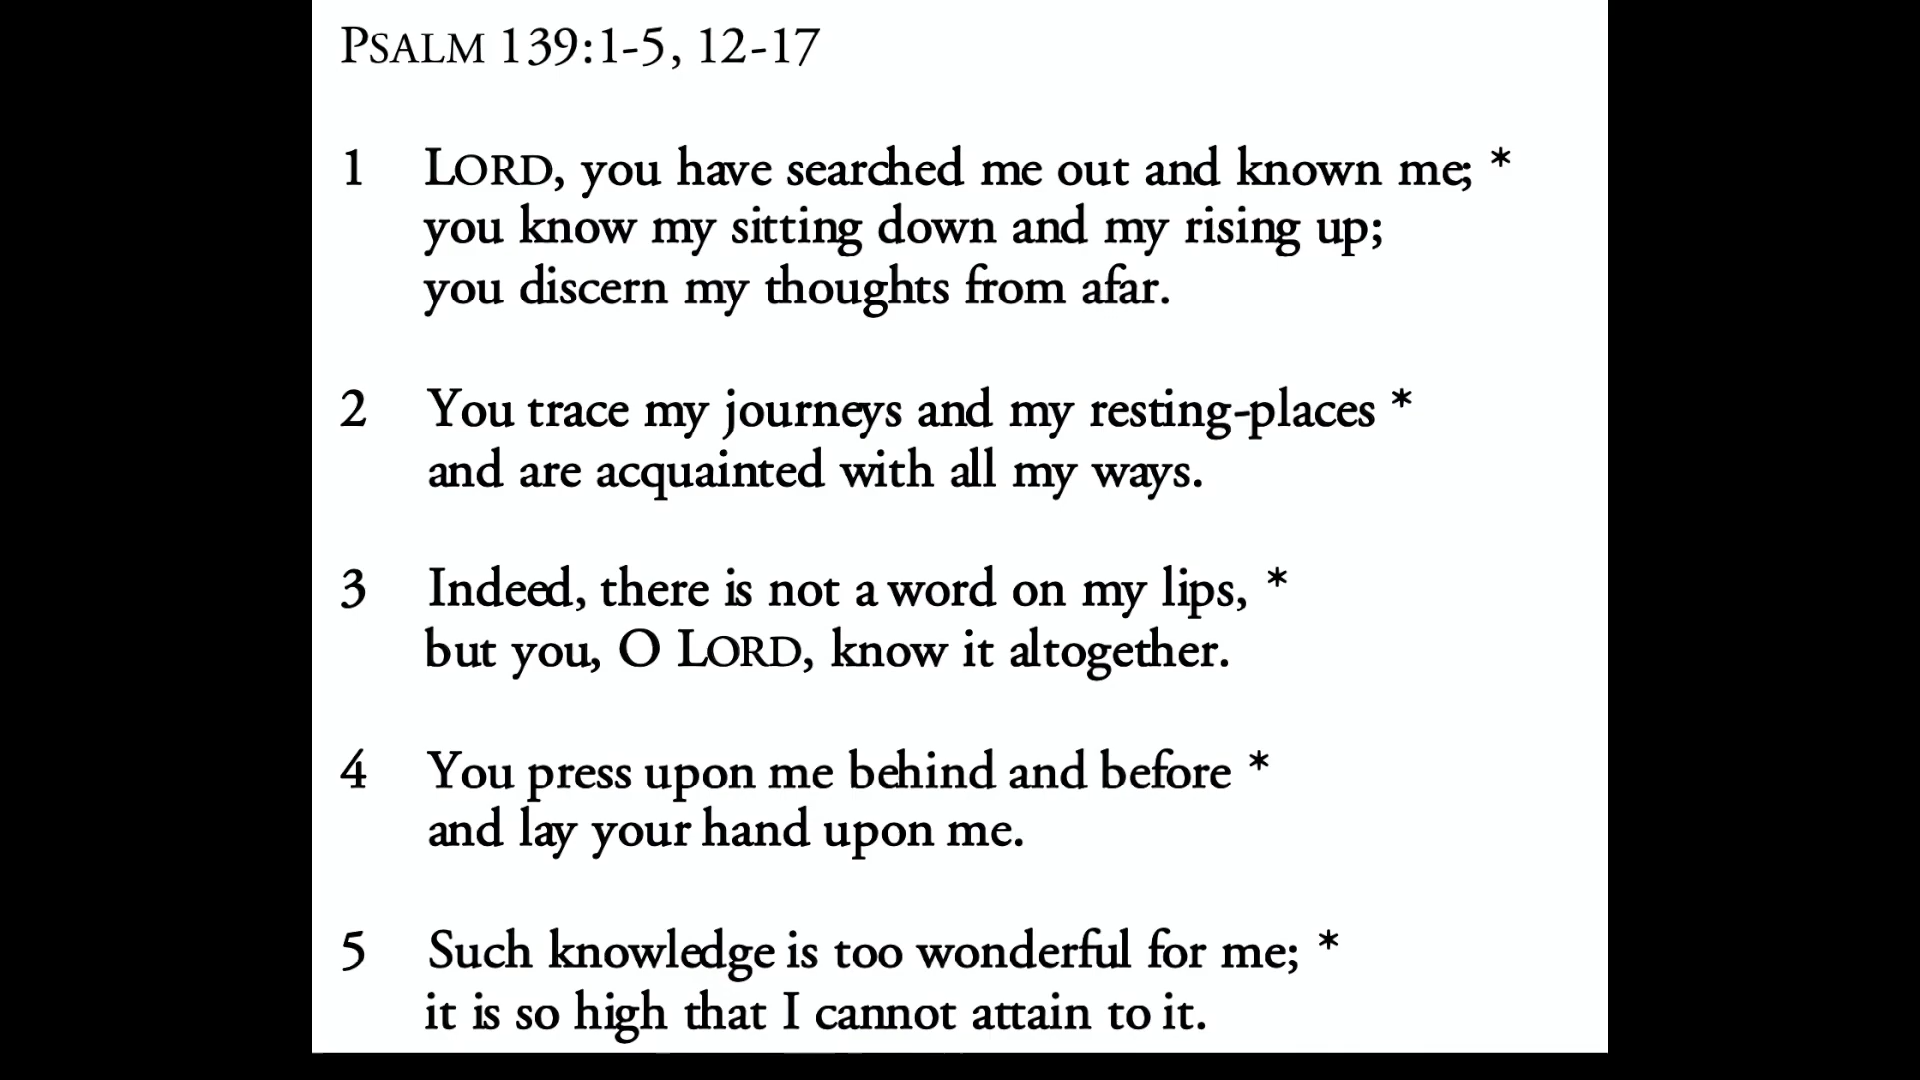 PSALM 139:1-5, 12-17
1 LORD, you have searched me out and known me; *
you know my sitting down and my rising up;
you discern my thoughts from afar.
2 You trace my journeys and my resting-places *
and are acquainted with all my ways.
3 Indeed, there is not a word on my lips, *
but you, O LORD, know it altogether.
4 You press upon me behind and before *
and lay your hand upon me.
5 Such knowledge is too wonderful for me; *
it is so high that I cannot attain to it.